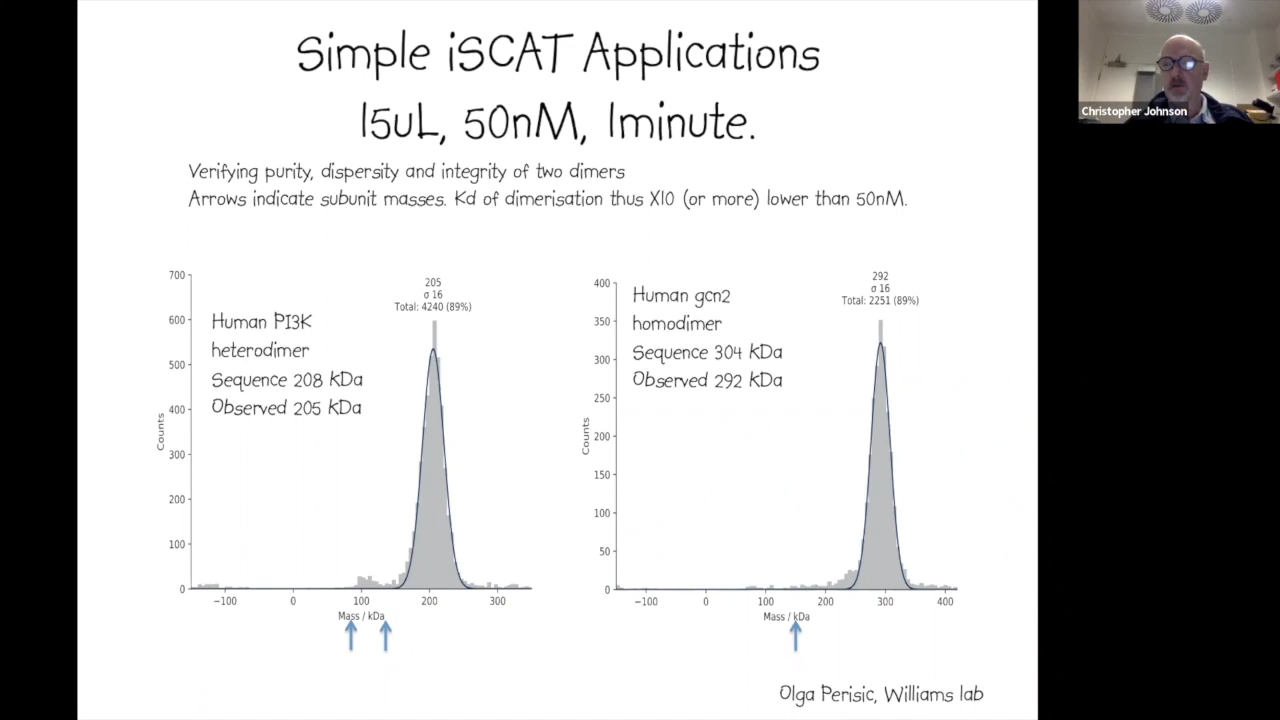 Simple iSCAT Applications
15uL, 50nM, 1minute.
Christopher Johnson
Verifying purity, dispersity and integrity of two dimers
Arrows indicate subunit masses. Kd of dimerisation thus X10 (or more) lower than 50nM.
Human PI3K
heterodimer
Sequence 208 KDa
Observed 205 KDa
205
σ 16
Total: 4240 (89%)
700
600
500
400
300
200
100
0
Counts
−100
0
100
200
300
Mass / kDa
Human gcn2
homodimer
Sequence 304 KDa
Observed 292 KDa
292
σ 16
Total: 2251 (89%)
400
350
300
250
200
150
100
50
0
Counts
−100
0
100
200
300
400
Mass / kDa
Olga Perisic, Williams lab